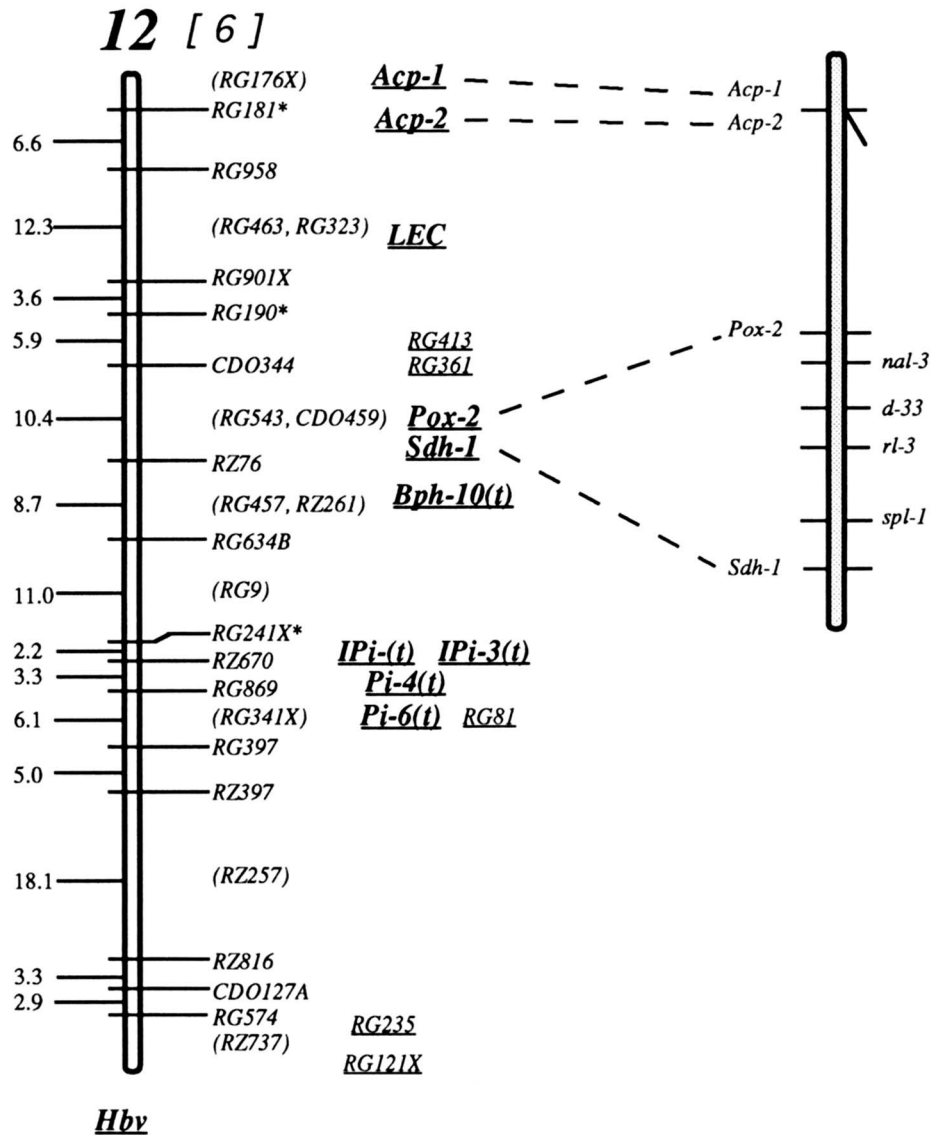 12 [ 6 ]
(RG176X) Acp-1 Acp-1
RG181*
Acp-2 Acp-2
6.6
RG958
12.3 (RG463, RG323) LEC
RG901X
3.6
RG190*
Pox-2
5.9 RG413
CDO344 RG361 nal-3
d-33
10.4 (RG543, CDO459) Pox-2
Sdh-1 rl-3
RZ76
8.7 (RG457, RZ261) Bph-10(t)
spl-1
RG634B
Sdh-1
11.0 (RG9)
RG241X*
2.2 RZ670 IPi-(t) IPi-3(t)
3.3 RG869 Pi-4(t)
6.1 (RG341X) Pi-6(t) RG81
RG397
5.0
RZ397
18.1 (RZ257)
RZ816
3.3
CDO127A
2.9
RG574 RG235
(RZ737)
RG121X
Hbv